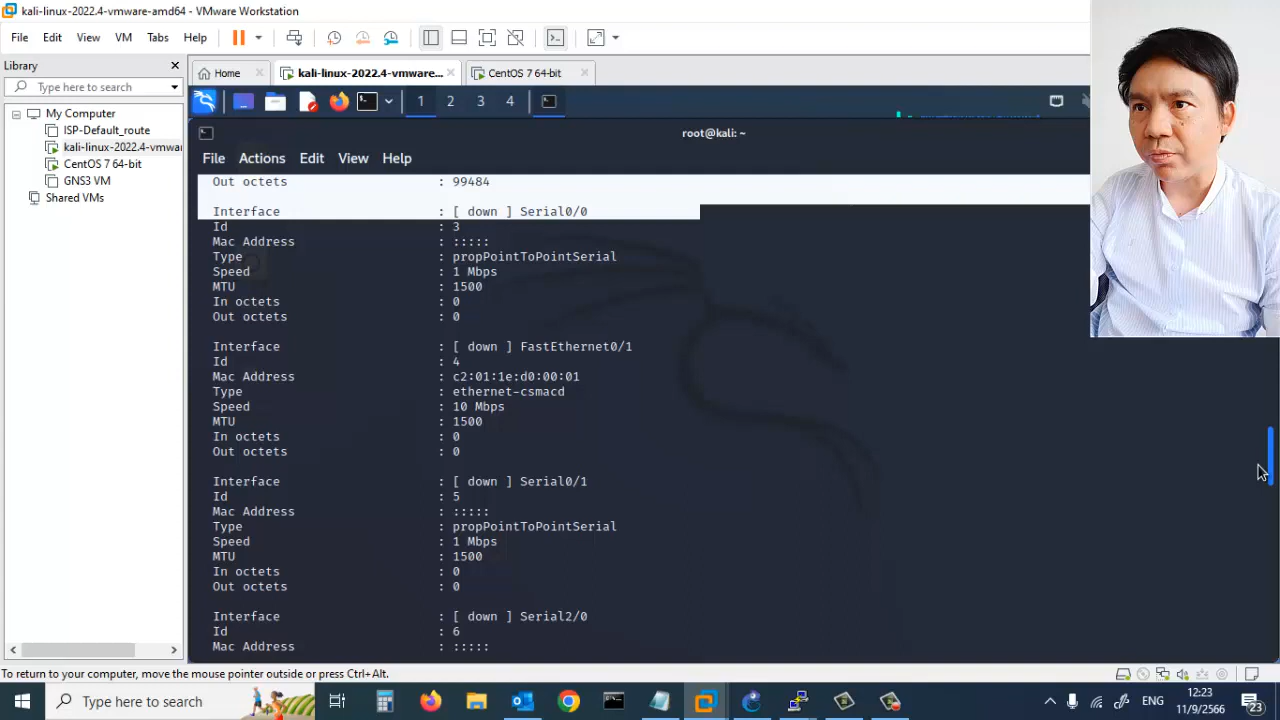 kali-linux-2022.4-vmware-amd64 - VMware Workstation
File Edit View VM Tabs Help
Library
Type here to search
My Computer
ISP-Default_route
kali-linux-2022.4-vmwar
CentOS 7 64-bit
GNS3 VM
Shared VMs
Home kali-linux-2022.4-vmware... CentOS 7 64-bit
1 2 3 4
root@kali: ~
File Actions Edit View Help
Out octets : 99484
Interface : [ down ] Serial0/0
Id : 3
Mac Address : :::::
Type : propPointToPointSerial
Speed : 1 Mbps
MTU : 1500
In octets : 0
Out octets : 0
Interface : [ down ] FastEthernet0/1
Id : 4
Mac Address : c2:01:1e:d0:00:01
Type : ethernet-csmacd
Speed : 10 Mbps
MTU : 1500
In octets : 0
Out octets : 0
Interface : [ down ] Serial0/1
Id : 5
Mac Address : :::::
Type : propPointToPointSerial
Speed : 1 Mbps
MTU : 1500
In octets : 0
Out octets : 0
Interface : [ down ] Serial2/0
Id : 6
Mac Address : :::::
To return to your computer, move the mouse pointer outside or press Ctrl+Alt.
Type here to search
ENG
12:23
11/9/2566
23